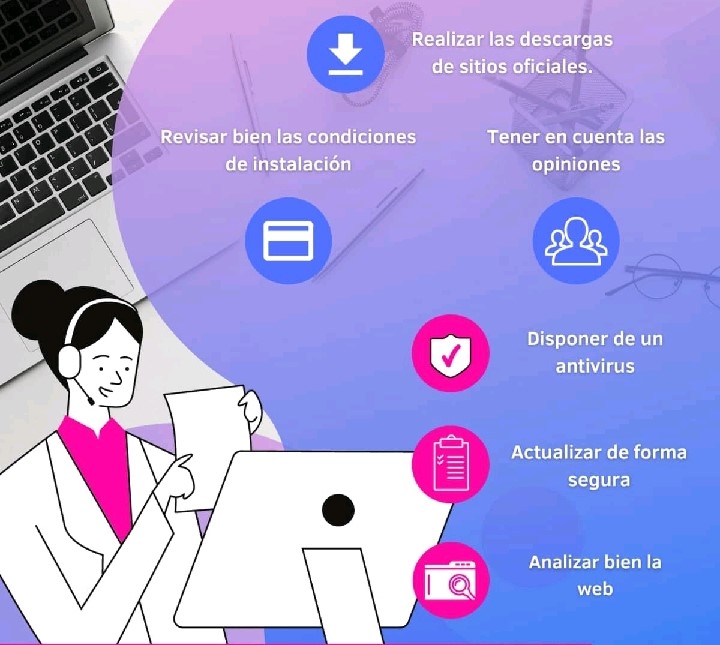 Realizar las descargas
de sitios oficiales.
Revisar bien las condiciones
de instalación
Tener en cuenta las
opiniones
Disponer de un
antivirus
Actualizar de forma
segura
Analizar bien la
web